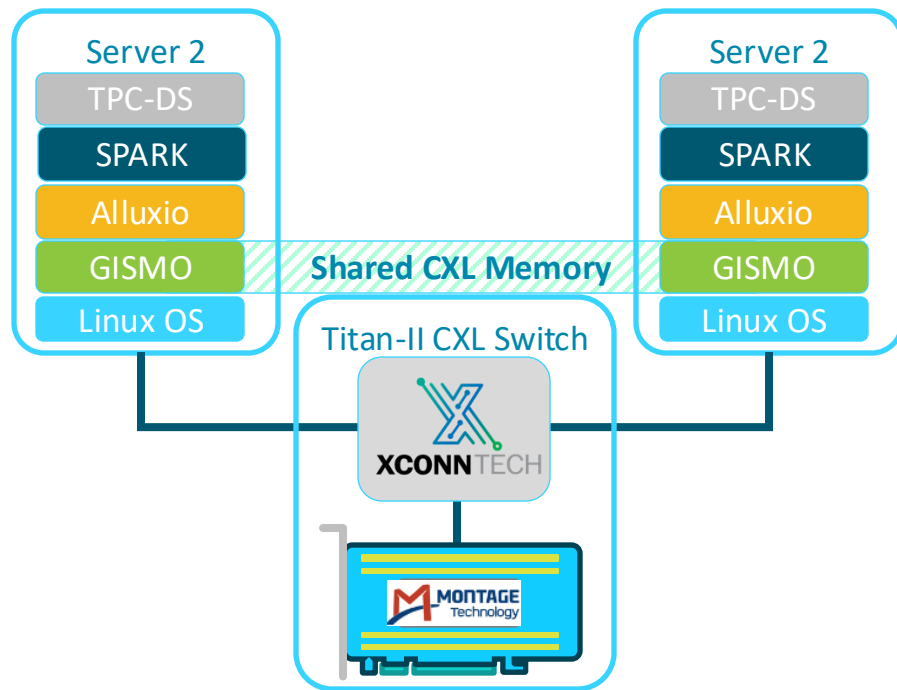 Server 2
TPC-DS
SPARK
Alluxio
GISMO
Linux OS
Server 2
TPC-DS
SPARK
Alluxio
GISMO
Linux OS
Shared CXL Memory
Titan-II CXL Switch
XCONNTECH
MONTAGE
Technology